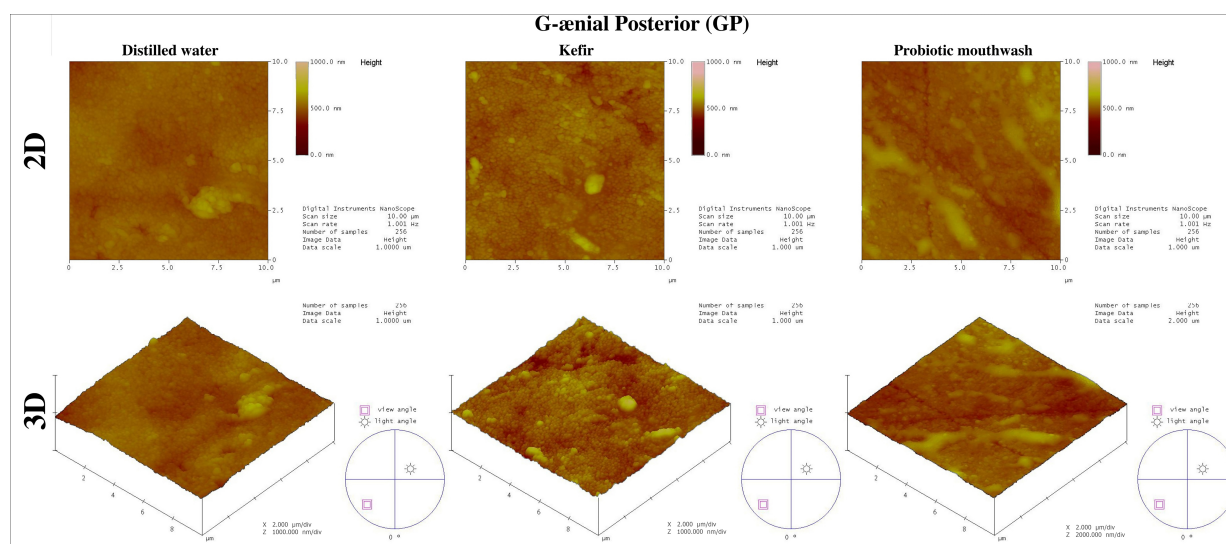 G-ænial Posterior (GP)
Distilled water
Kefir
Probiotic mouthwash
2D
10.0
7.5
5.0
2.5
0
0 2.5 5.0 7.5 10.0
µm
1000.0 nm
500.0 nm
0.0 nm
Height
Digital Instruments NanoScope
Scan size 10.00 µm
Scan rate 1.001 Hz
Number of samples 256
Image Data Height
Data scale 1.0000 um
10.0
7.5
5.0
2.5
0
0 2.5 5.0 7.5 10.0
µm
1000.0 nm
500.0 nm
0.0 nm
Height
Digital Instruments NanoScope
Scan size 10.00 µm
Scan rate 1.001 Hz
Number of samples 256
Image Data Height
Data scale 1.000 um
10.0
7.5
5.0
2.5
0
0 2.5 5.0 7.5 10.0
µm
1000.0 nm
500.0 nm
0.0 nm
Height
Digital Instruments NanoScope
Scan size 10.00 µm
Scan rate 1.001 Hz
Number of samples 256
Image Data Height
Data scale 1.000 um
3D
Number of samples 256
Image Data Height
Data scale 1.0000 um
view angle
light angle
2
4
6
8
µm
X 2.000 µm/div
Z 1000.000 nm/div
0 °
Number of samples 256
Image Data Height
Data scale 1.000 um
view angle
light angle
2
4
6
8
µm
X 2.000 µm/div
Z 1000.000 nm/div
0 °
Number of samples 256
Image Data Height
Data scale 2.000 um
view angle
light angle
2
4
6
8
µm
X 2.000 µm/div
Z 2000.000 nm/div
0 °